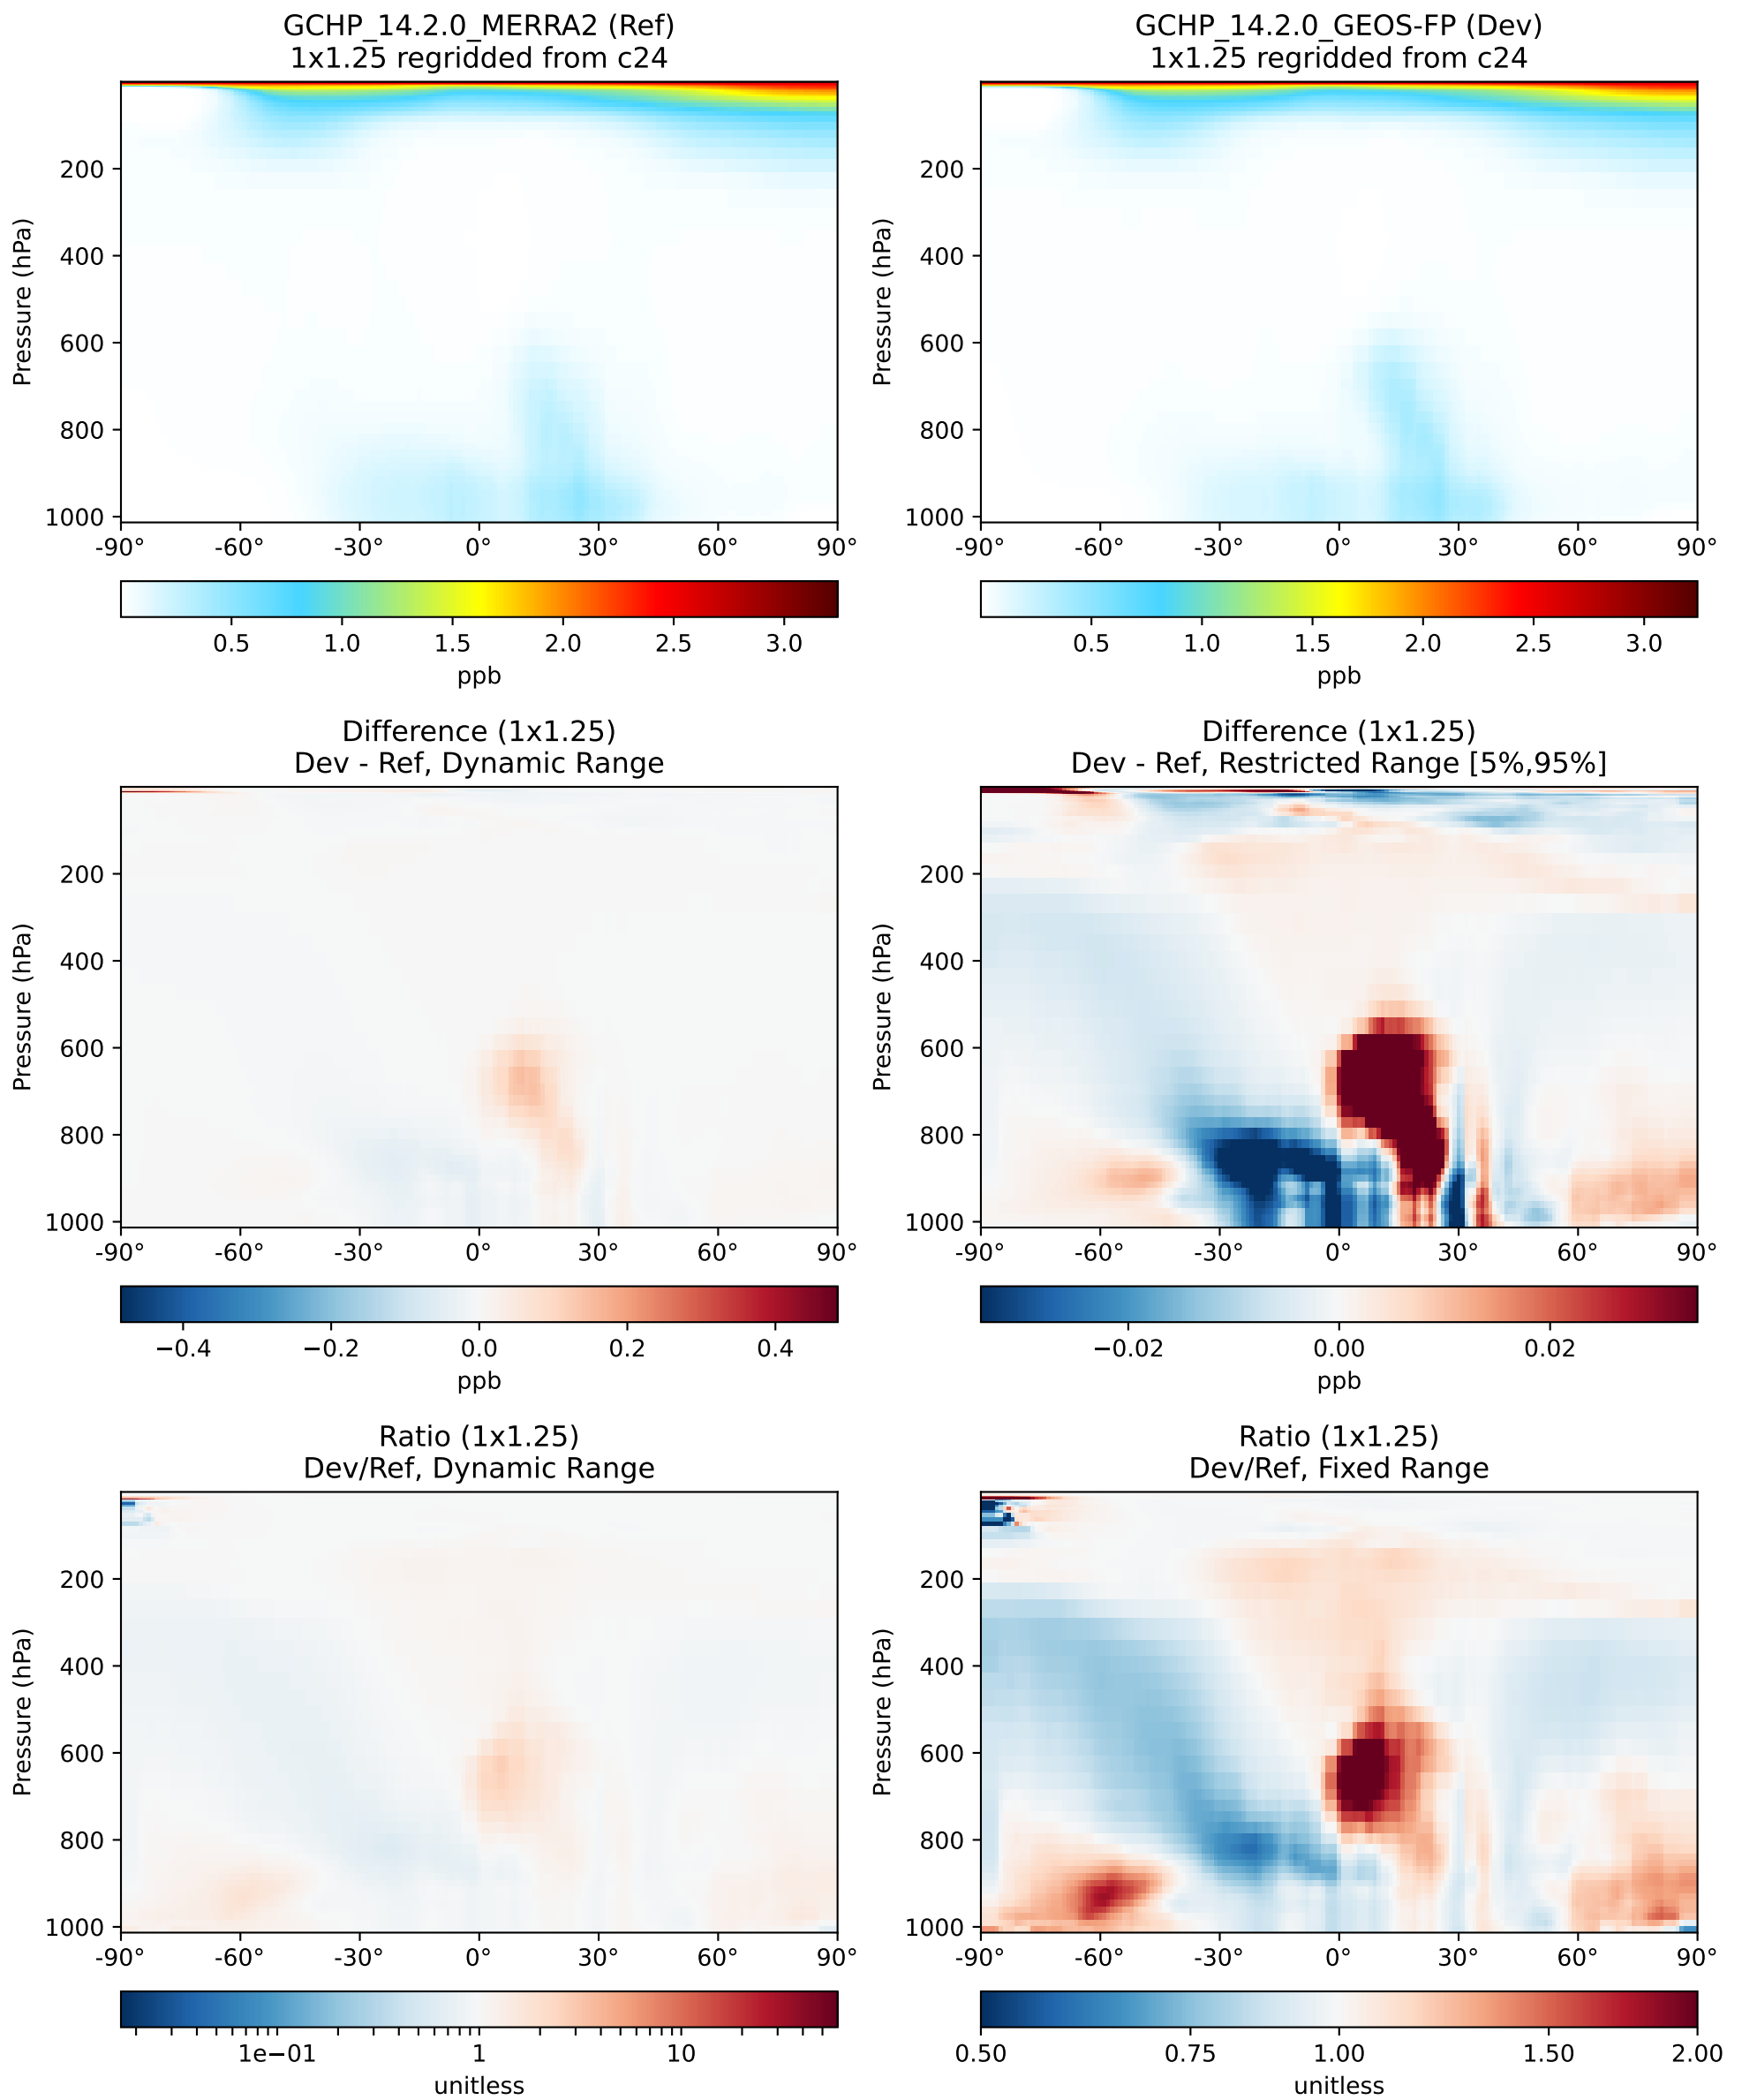 GCHP_14.2.0_MERRA2 (Ref)
1x1.25 regridded from c24
Pressure (hPa)
200
400
600
800
1000
-90° -60° -30° 0° 30° 60° 90°
0.5 1.0 1.5 2.0 2.5 3.0
ppb
GCHP_14.2.0_GEOS-FP (Dev)
1x1.25 regridded from c24
Pressure (hPa)
200
400
600
800
1000
-90° -60° -30° 0° 30° 60° 90°
0.5 1.0 1.5 2.0 2.5 3.0
ppb
Difference (1x1.25)
Dev - Ref, Dynamic Range
Pressure (hPa)
200
400
600
800
1000
-90° -60° -30° 0° 30° 60° 90°
−0.4 −0.2 0.0 0.2 0.4
ppb
Difference (1x1.25)
Dev - Ref, Restricted Range [5%,95%]
Pressure (hPa)
200
400
600
800
1000
-90° -60° -30° 0° 30° 60° 90°
−0.02 0.00 0.02
ppb
Ratio (1x1.25)
Dev/Ref, Dynamic Range
Pressure (hPa)
200
400
600
800
1000
-90° -60° -30° 0° 30° 60° 90°
1e−01 1 10
unitless
Ratio (1x1.25)
Dev/Ref, Fixed Range
Pressure (hPa)
200
400
600
800
1000
-90° -60° -30° 0° 30° 60° 90°
0.50 0.75 1.00 1.50 2.00
unitless